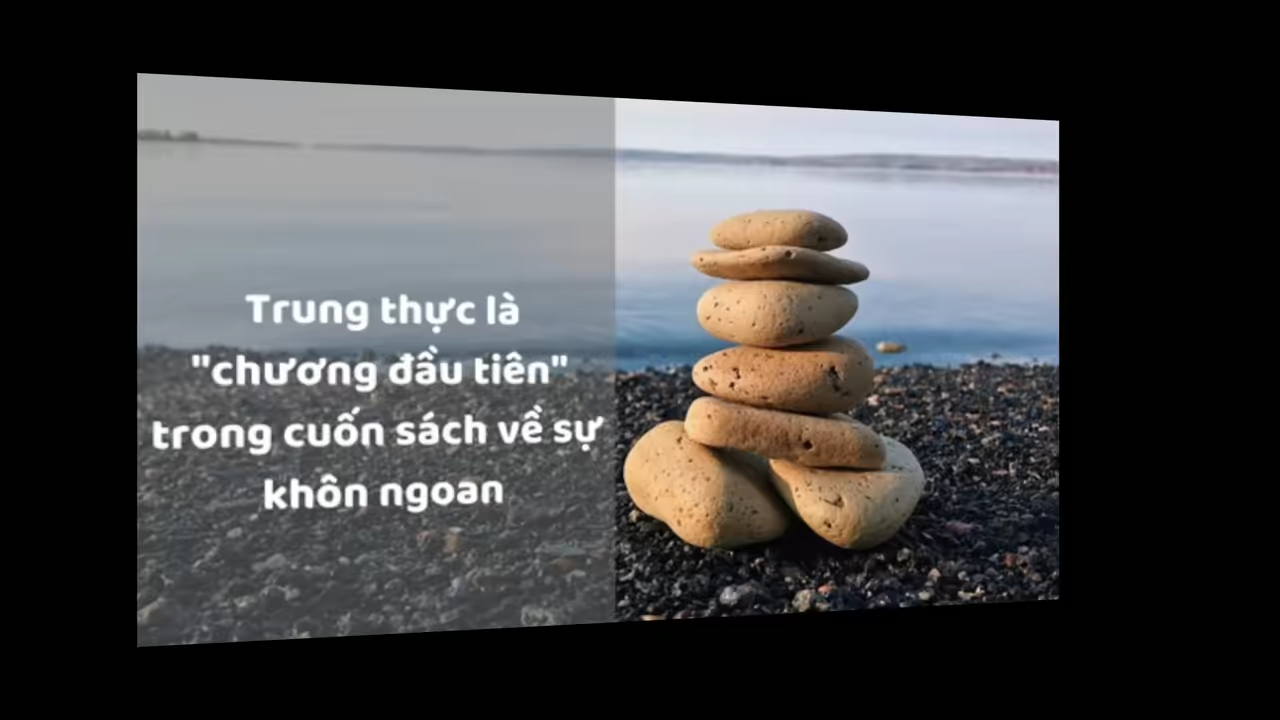 Trung thực là
"chương đầu tiên"
trong cuốn sách về sự
khôn ngoan